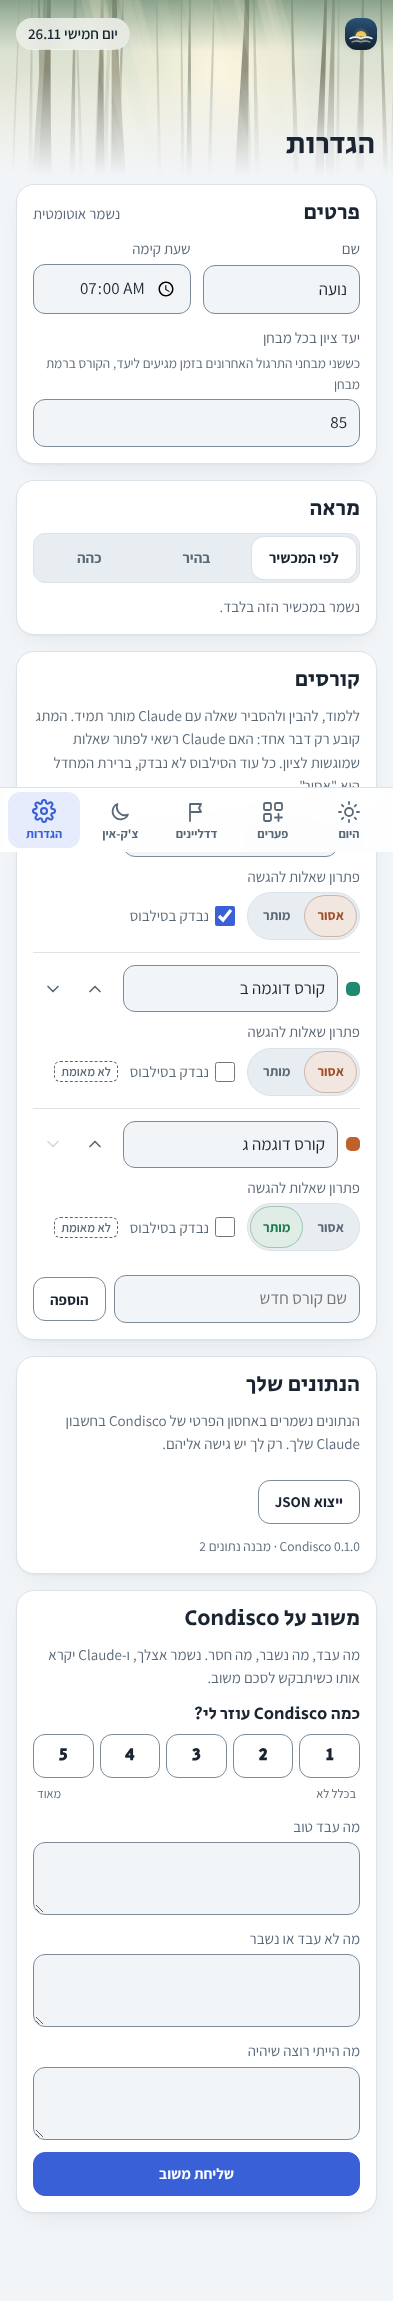 יום חמישי 26.11
הגדרות
פרטים
נשמר אוטומטית
שם
שעת קימה
נועה
07:00 AM
יעד ציון בכל מבחן
כששני מבחני התרגול האחרונים בזמן מגיעים ליעד, הקורס ברמת
מבחן
85
מראה
לפי המכשיר
בהיר
כהה
נשמר במכשיר הזה בלבד.
קורסים
ללמוד, להבין ולהסביר שאלה עם Claude מותר תמיד. המתג
קובע רק דבר אחד: האם Claude רשאי לפתור שאלות
שמוגשות לציון. כל עוד הסילבוס לא נבדק, ברירת המחדל
היא "אסור"
היום
פערים
דדליינים
צ'ק-אין
הגדרות
פתרון שאלות להגשה
אסור
מותר
נבדק בסילבוס
קורס דוגמה ב
פתרון שאלות להגשה
אסור
מותר
נבדק בסילבוס
לא מאומת
קורס דוגמה ג
פתרון שאלות להגשה
אסור
מותר
נבדק בסילבוס
לא מאומת
שם קורס חדש
הוספה
הנתונים שלך
הנתונים נשמרים באחסון הפרטי של Condisco בחשבון
Claude שלך. רק לך יש גישה אליהם.
ייצוא JSON
Condisco 0.1.0 · מבנה נתונים 2
משוב על Condisco
מה עבד, מה נשבר, מה חסר. נשמר אצלך, ו-Claude יקרא
אותו כשיתבקש לסכם משוב.
כמה Condisco עוזר לי?
1
2
3
4
5
בכלל לא
מאוד
מה עבד טוב
מה לא עבד או נשבר
מה הייתי רוצה שיהיה
שליחת משוב